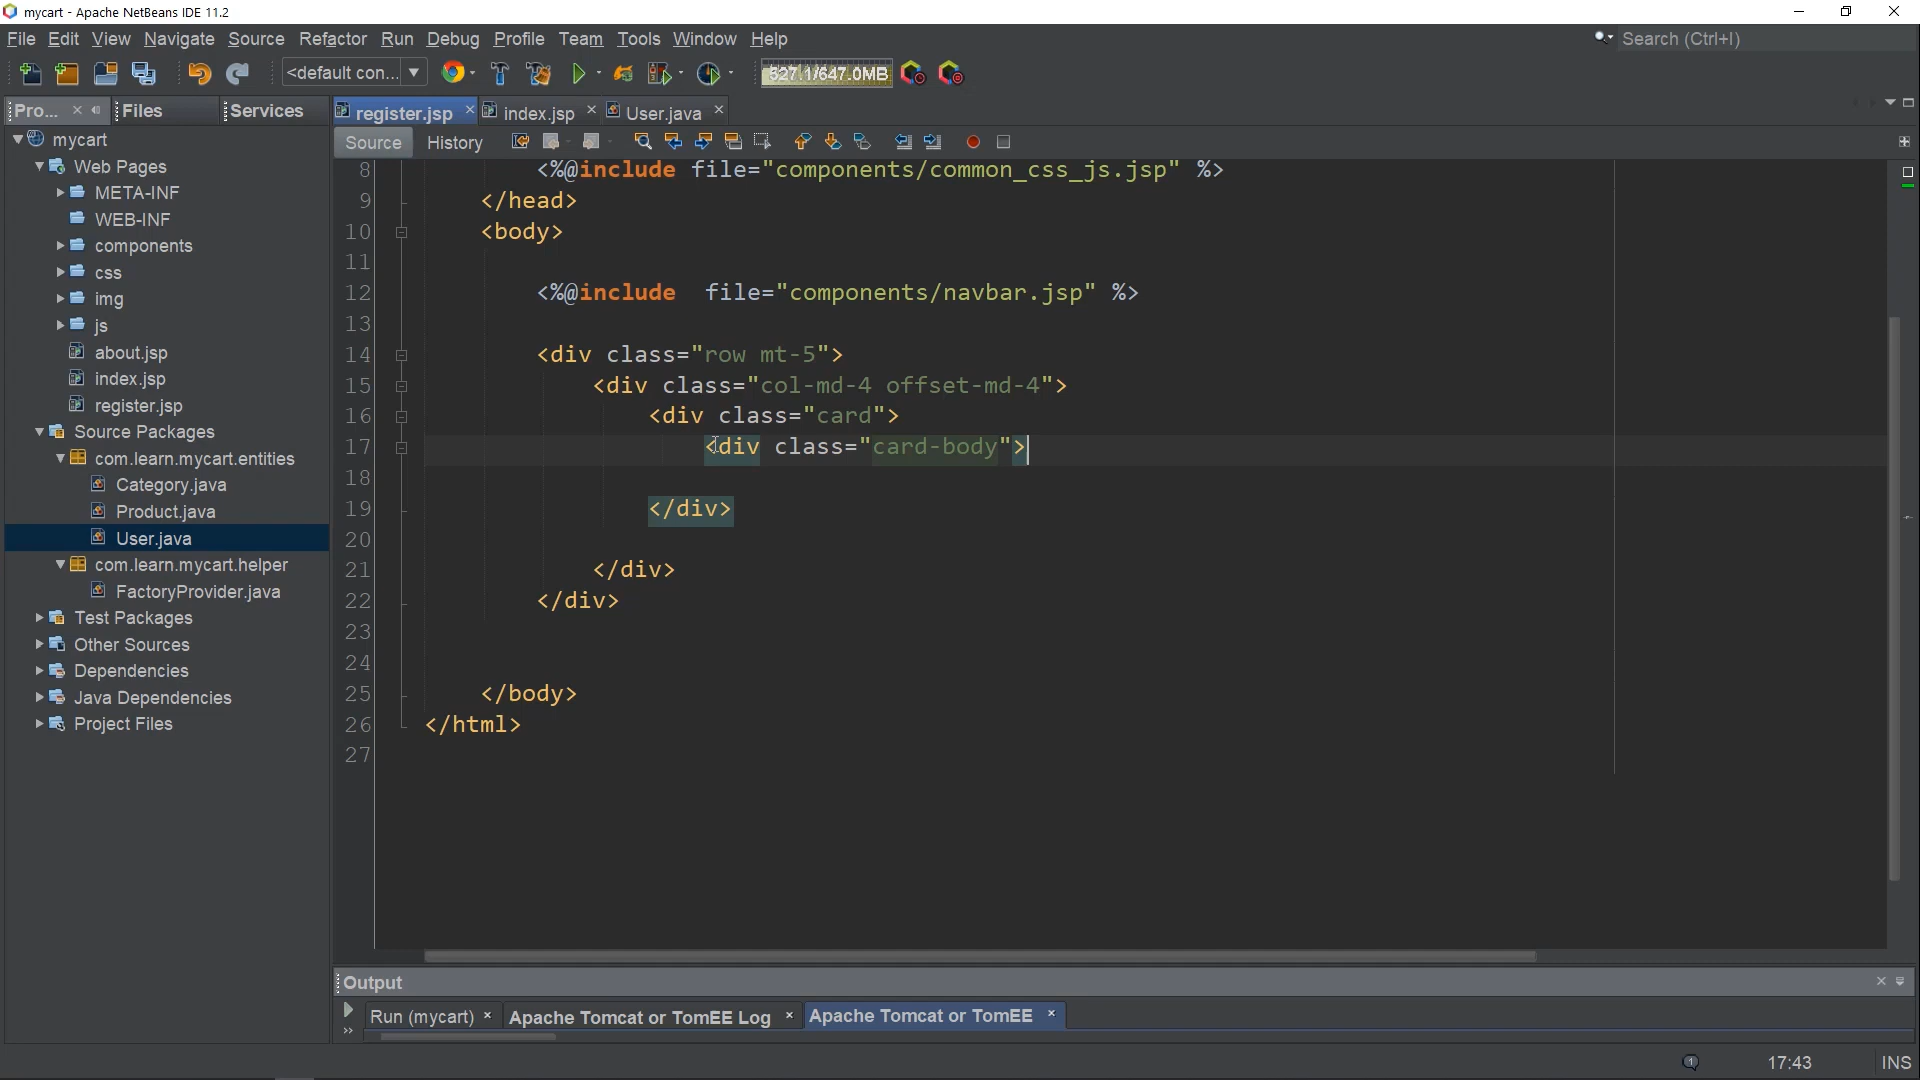 mycart - Apache NetBeans IDE 11.2
File Edit View Navigate Source Refactor Run Debug Profile Team Tools Window Help
Search (Ctrl+I)
<default con...
527.1/647.0MB
Pro... Files Services
register.jsp index.jsp User.java
Source History
mycart
Web Pages
META-INF
WEB-INF
components
css
img
js
about.jsp
index.jsp
register.jsp
Source Packages
com.learn.mycart.entities
Category.java
Product.java
User.java
com.learn.mycart.helper
FactoryProvider.java
Test Packages
Other Sources
Dependencies
Java Dependencies
Project Files
8 <%@include file="components/common_css_js.jsp" %>
9 </head>
10 <body>
11
12 <%@include  file="components/navbar.jsp" %>
13
14 <div class="row mt-5">
15 <div class="col-md-4 offset-md-4">
16 <div class="card">
17 <div class="card-body">
18
19 </div>
20
21 </div>
22 </div>
23
24
25 </body>
26 </html>
27
Output
Run (mycart) Apache Tomcat or TomEE Log Apache Tomcat or TomEE
1 17:43 INS